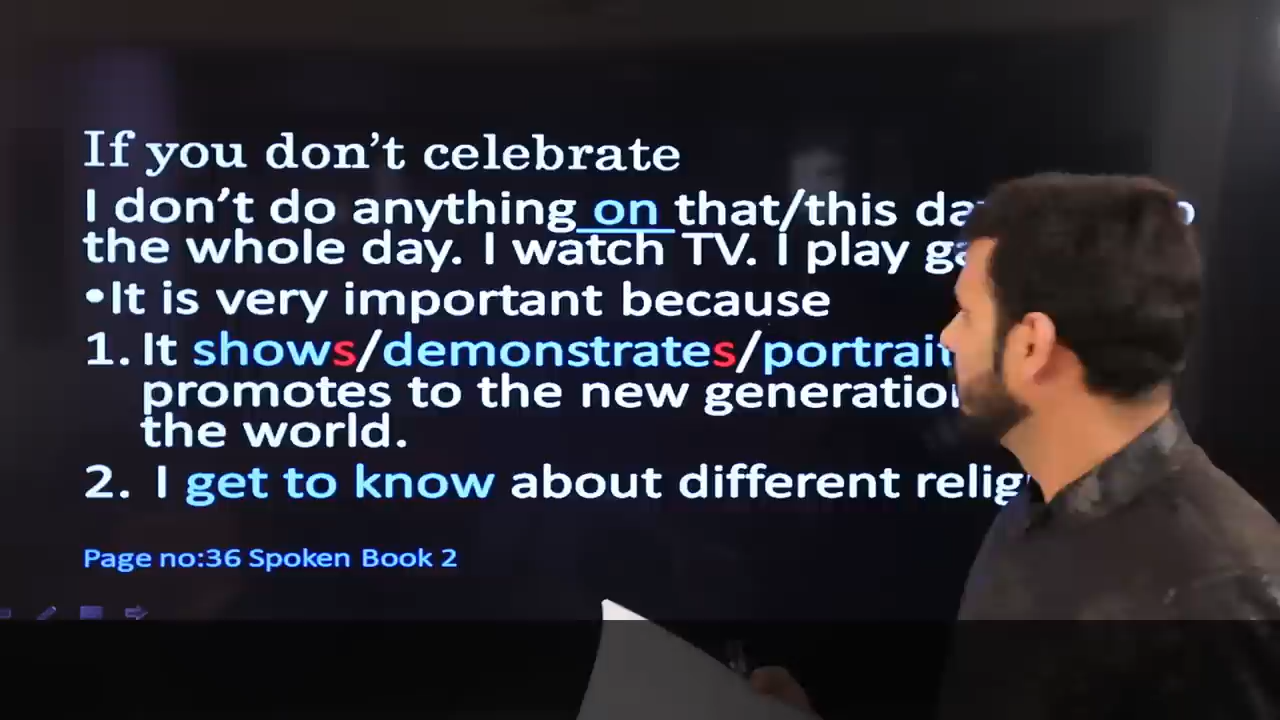 If you don't celebrate
I don't do anything on that/this
the whole day. I watch TV. I play
•It is very important because
1. It shows/demonstrates/
promotes to the new
the world.
2. I get to know about different
Page no:36 Spoken Book 2